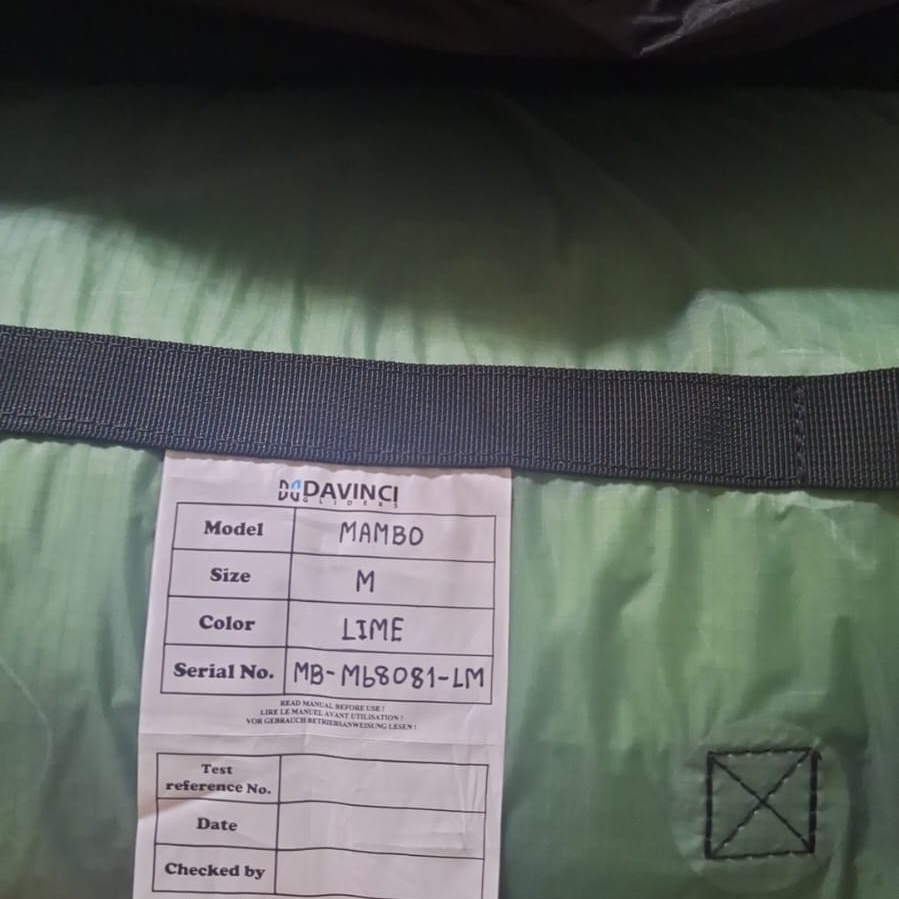 DAVINCI
GLIDERS
Model MAMBO
Size M
Color LIME
Serial No. MB-M68081-LM
READ MANUAL BEFORE USE !
LIRE LE MANUEL AVANT UTILISATION !
VOR GEBRAUCH BETRIEBSANWEISUNG LESEN !
Test
reference No.
Date
Checked by